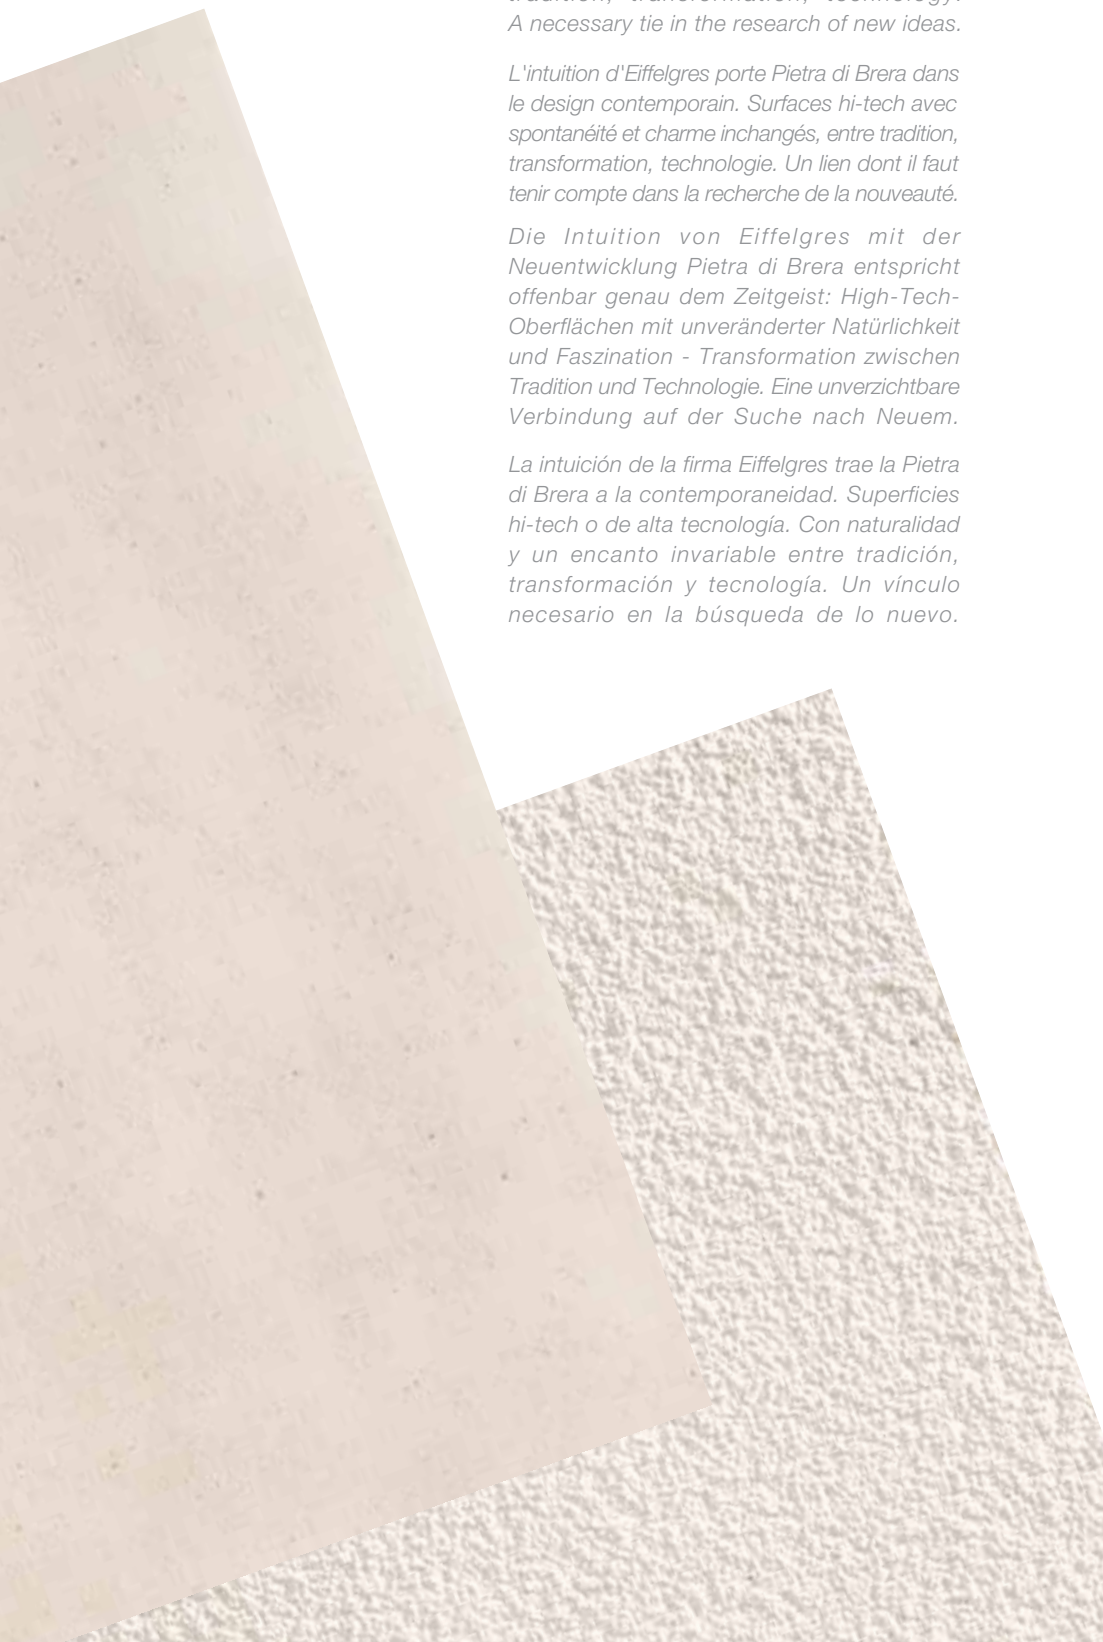 tradition, transformation, technology.
A necessary tie in the research of new ideas.
L'intuition d'Eiffelgres porte Pietra di Brera dans
le design contemporain. Surfaces hi-tech avec
spontanéité et charme inchangés, entre tradition,
transformation, technologie. Un lien dont il faut
tenir compte dans la recherche de la nouveauté.
Die Intuition von Eiffelgres mit der
Neuentwicklung Pietra di Brera entspricht
offenbar genau dem Zeitgeist: High-Tech-
Oberflächen mit unveränderter Natürlichkeit
und Faszination - Transformation zwischen
Tradition und Technologie. Eine unverzichtbare
Verbindung auf der Suche nach Neuem.
La intuición de la firma Eiffelgres trae la Pietra
di Brera a la contemporaneidad. Superficies
hi-tech o de alta tecnología. Con naturalidad
y un encanto invariable entre tradición,
transformación y tecnología. Un vínculo
necesario en la búsqueda de lo nuevo.